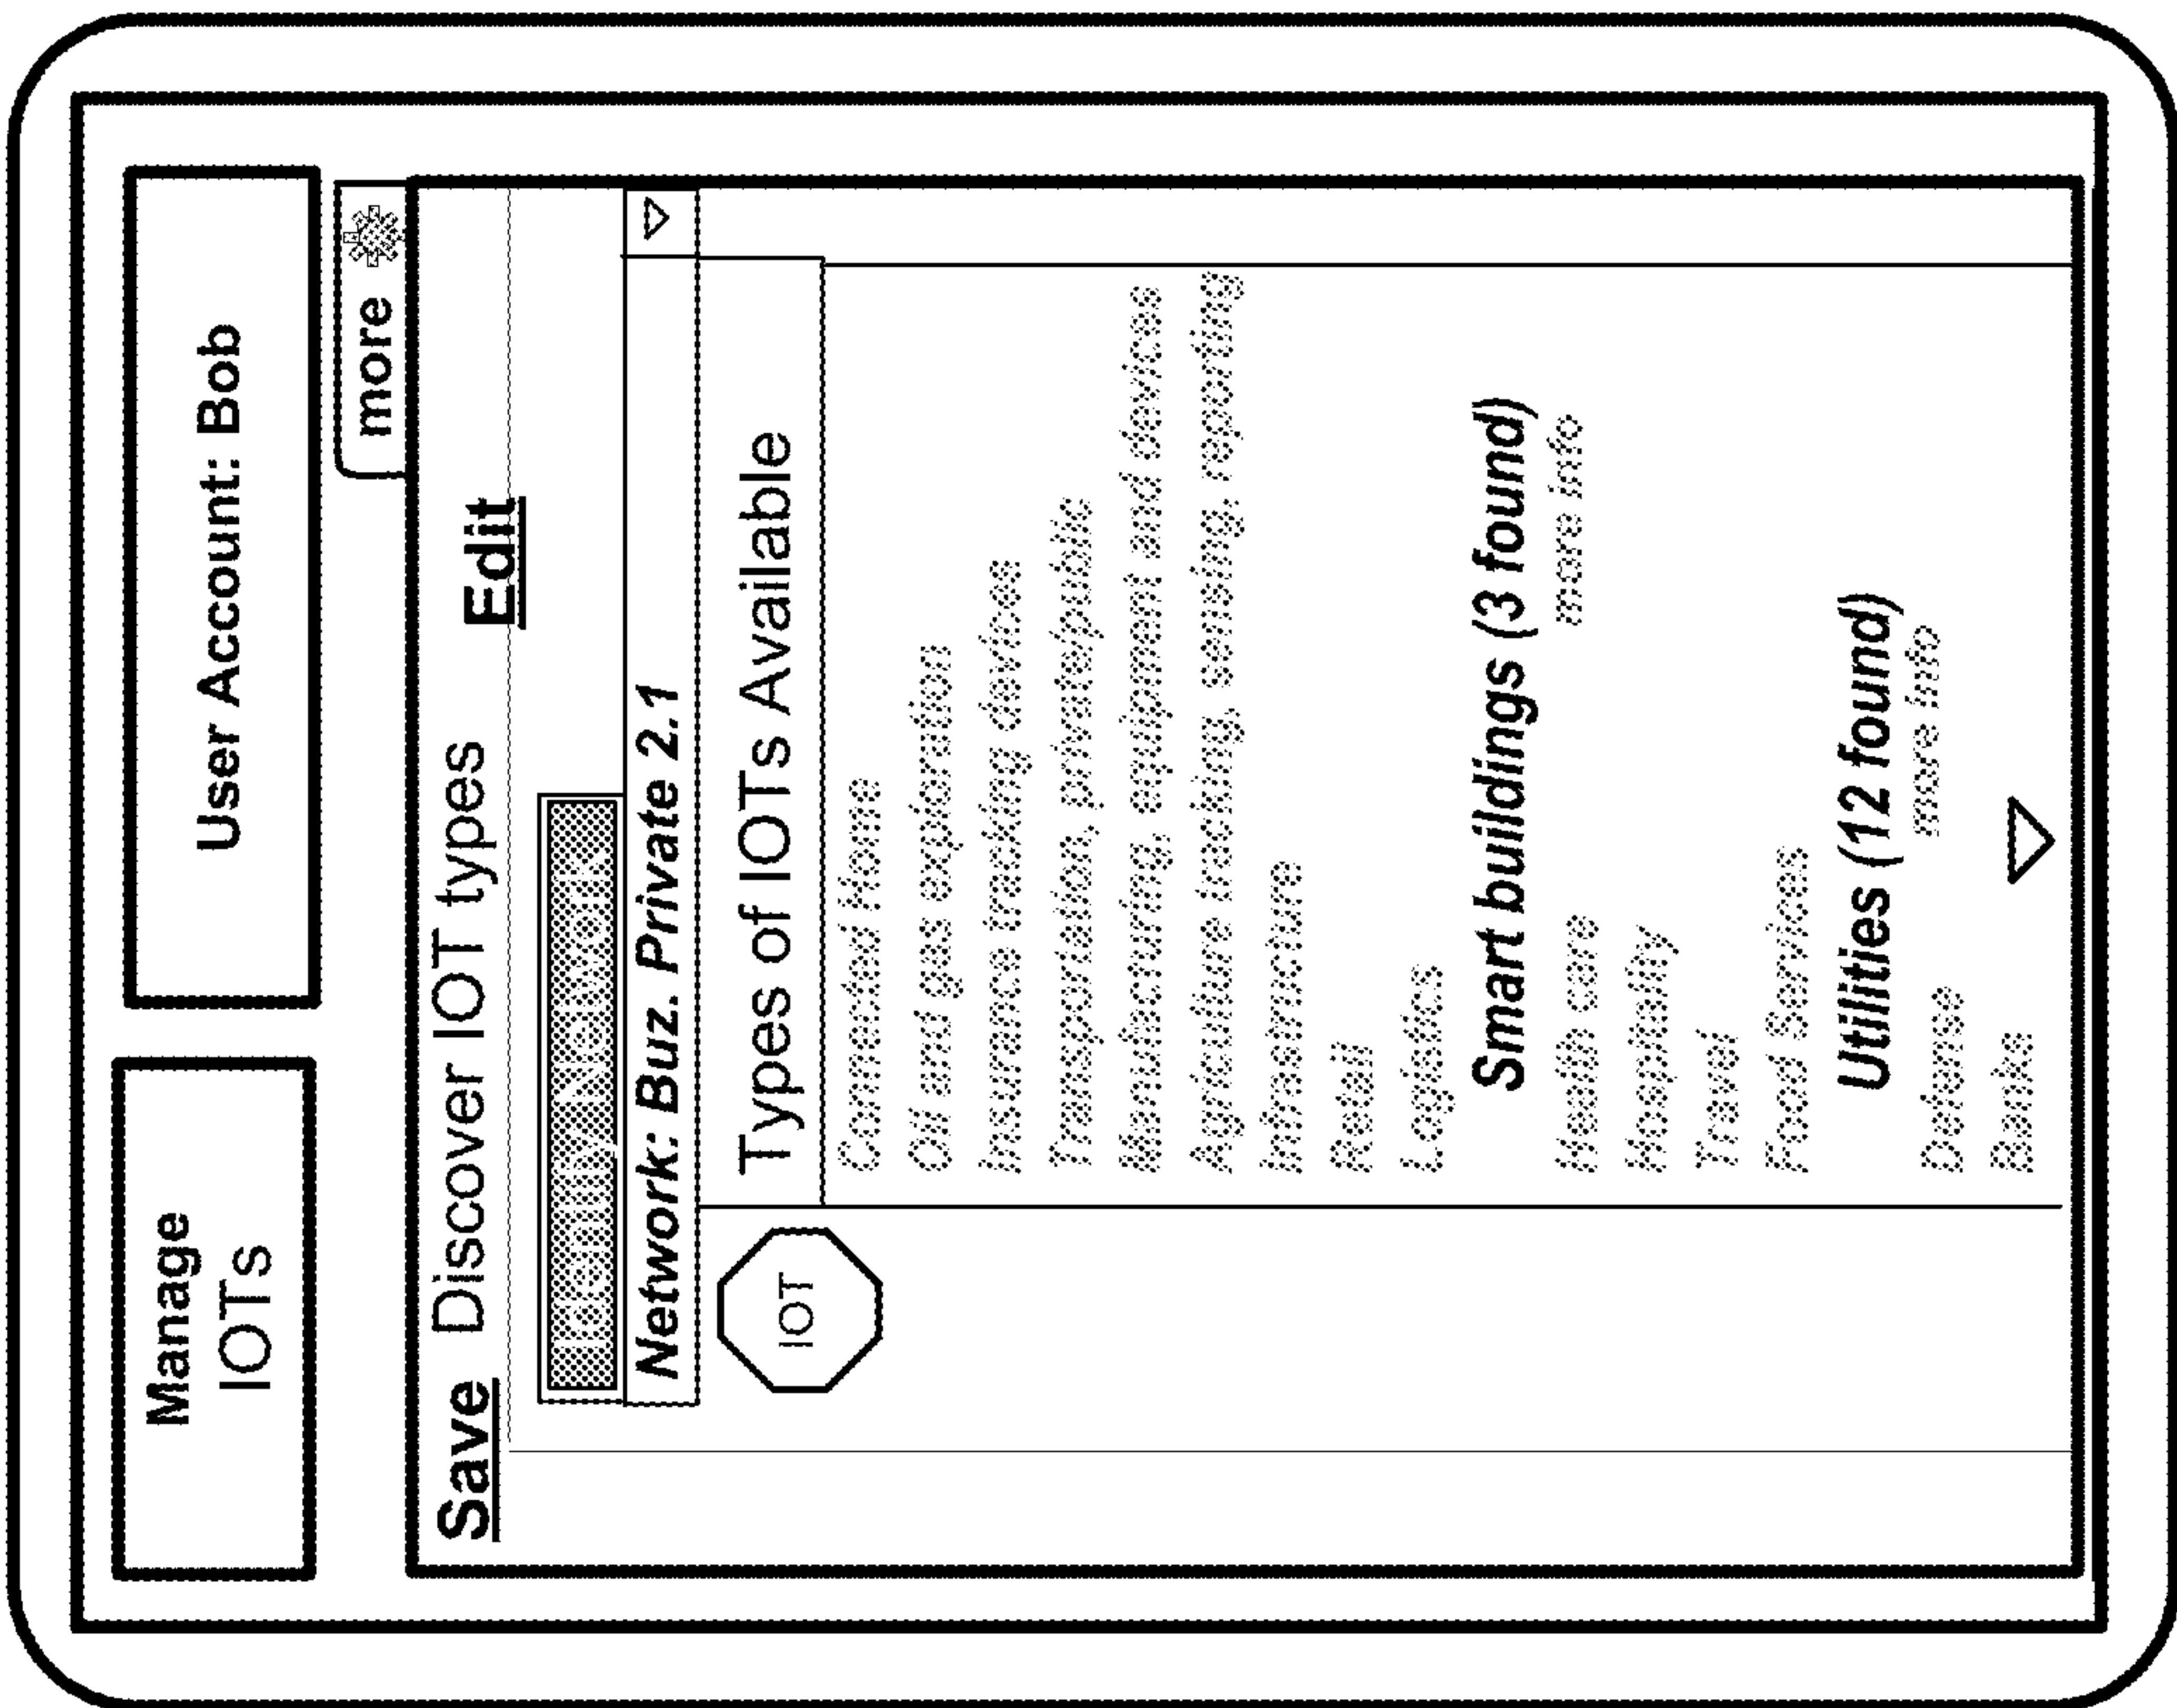 Manage
IOTs
User Account: Bob
more
Save Discover IOT types Edit
Identify Network
Network: Buz. Private 2.1
IOT
Types of IOTs Available
Connected Home
Oil and gas exploration
Insurance tracking devices
Transportation, private/public
Manufacturing, equipment and devices
Agriculture tracking, sensing, reporting
Infrastructure
Retail
Logistics
Smart buildings (3 found)
more info
Health care
Hospitality
Travel
Food Services
Utilities (12 found)
more info
Defense
Banks